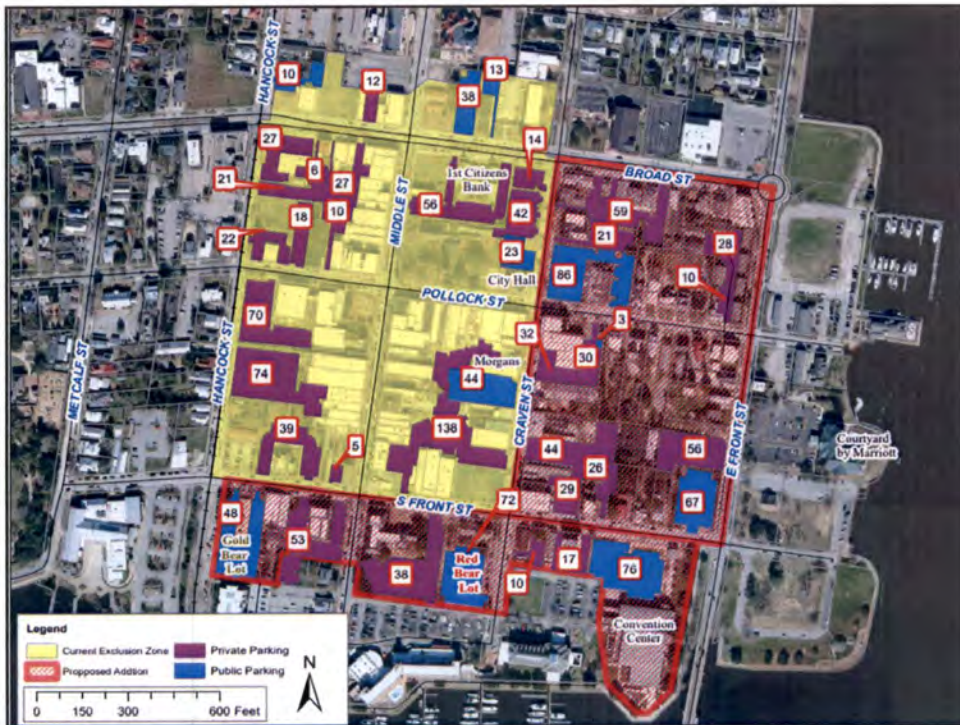 10
13
12
38
HANCOCK ST
14
27
BROAD ST
6
1st Citizens
Bank
21
27
59
56
42
MIDDLE ST
18
10
21
28
22
23
City Hall
86
10
POLLOCK ST
3
32
70
30
Morgans
METCALF ST
HANCOCK ST
74
44
CRAVEN ST
E FRONT ST
39
138
Courtyard
by Marriott
5
44
56
26
29
67
72
S FRONT ST
48
Gold
Bear
Lot
53
38
Red
Bear
Lot
10
17
76
Convention
Center
Legend
Current Exclusion Zone
Private Parking
Propposed Addition
Public Parking
N
0 150 300 600 Feet